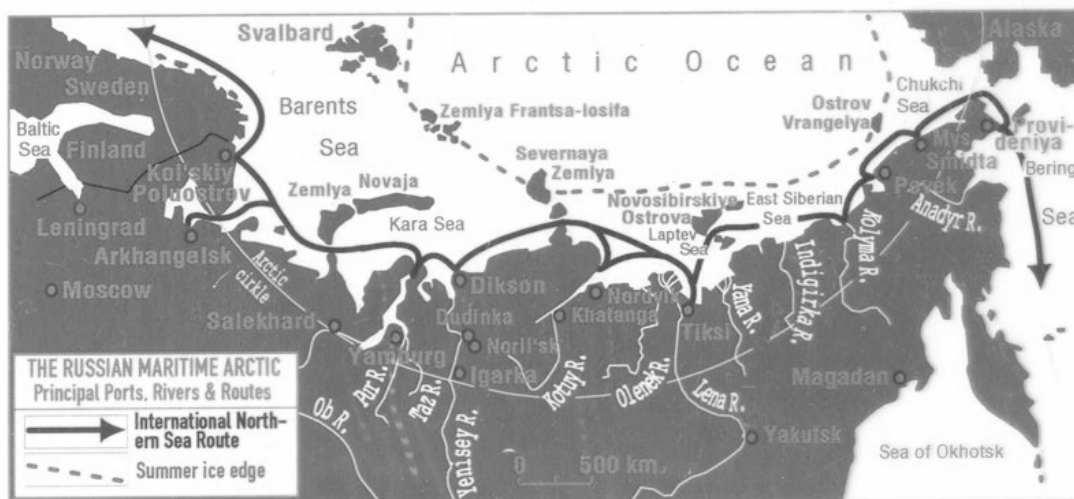 Norway
Sweden
Finland
Baltic
Sea
Svalbard
Barents
Sea
Arctic Ocean
Zemlya Frantsa-Iosifa
Severnaya
Zemlya
Ostrov
Vrangelya
Chukchi
Sea
Alaska
Provi-
deniya
Mys
Smidta
Bering
Sea
Pevek
Kol'skiy
Poluostrov
Zemlya Novaja
Kara Sea
Novosibirskiye
Ostrova
Laptev
Sea
East Siberian
Sea
Leningrad
Arkhangelsk
Moscow
Arctic
cirkle
Salekhard
Dikson
Dudinka
Noril'sk
Igarka
Yamburg
Nordvik
Khatanga
Tiksi
Yakutsk
Magadan
Sea of Okhotsk
Ob R.
Pur R.
Taz R.
Yenisey R.
Kotuy R.
Olenek R.
Lena R.
Yana R.
Indigirka R.
Kolyma R.
Anadyr R.
0 500 km
THE RUSSIAN MARITIME ARCTIC
Principal Ports, Rivers & Routes
International North-
ern Sea Route
Summer ice edge